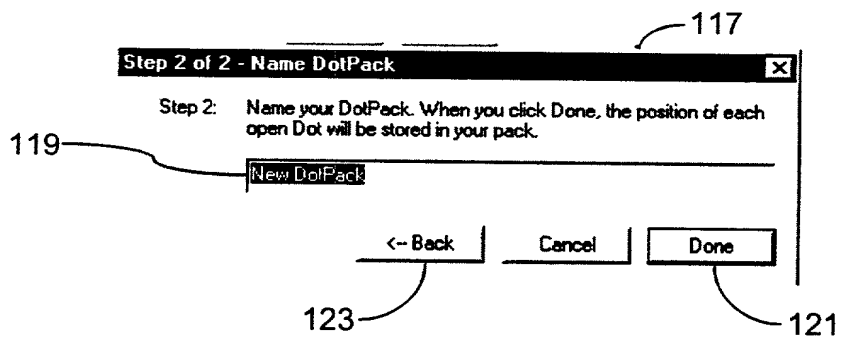 117
Step 2 of 2 - Name DotPack
Step 2: Name your DotPack. When you click Done, the position of each
open Dot will be stored in your pack.
119
New DotPack
<-- Back Cancel Done
123 121